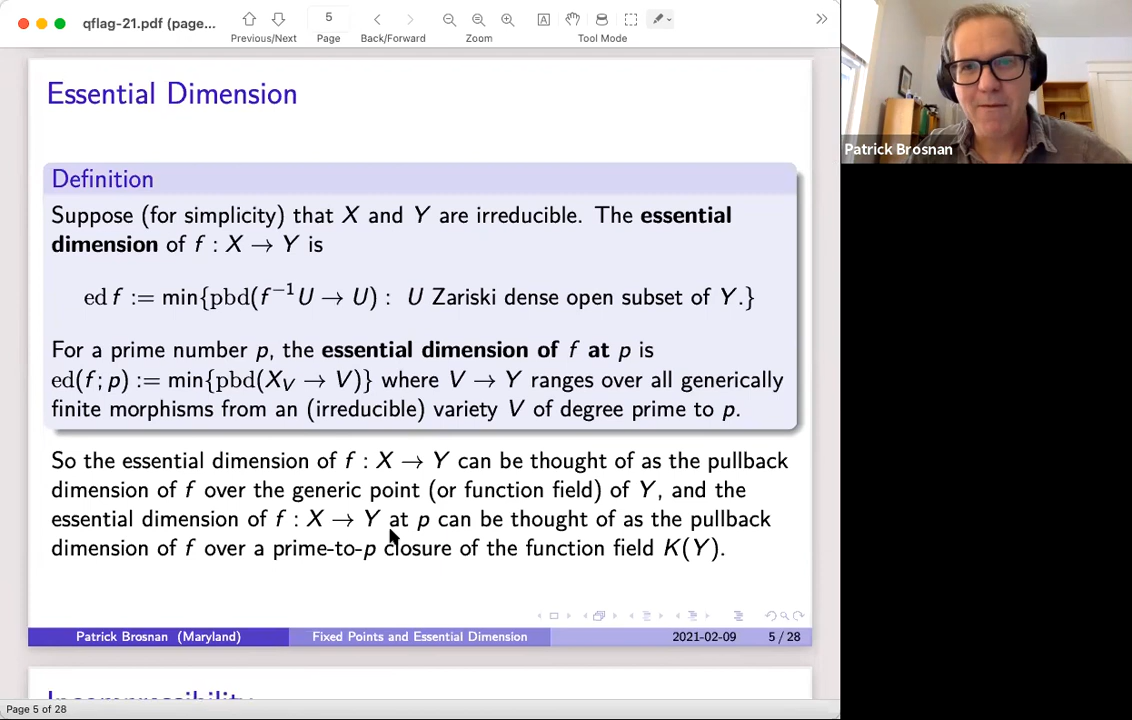 qflag-21.pdf (page...
5
Previous/Next
Page
Back/Forward
Zoom
Tool Mode
Essential Dimension
Definition
Suppose (for simplicity) that X and Y are irreducible. The essential
dimension of f : X → Y is
ed f := min{pbd(f⁻¹U → U) : U Zariski dense open subset of Y.}
For a prime number p, the essential dimension of f at p is
ed(f; p) := min{pbd(X_V → V)} where V → Y ranges over all generically
finite morphisms from an (irreducible) variety V of degree prime to p.
So the essential dimension of f : X → Y can be thought of as the pullback
dimension of f over the generic point (or function field) of Y, and the
essential dimension of f : X → Y at p can be thought of as the pullback
dimension of f over a prime-to-p closure of the function field K(Y).
Patrick Brosnan (Maryland)
Fixed Points and Essential Dimension
2021-02-09
5 / 28
Incompressibility
Page 5 of 28
Patrick Brosnan